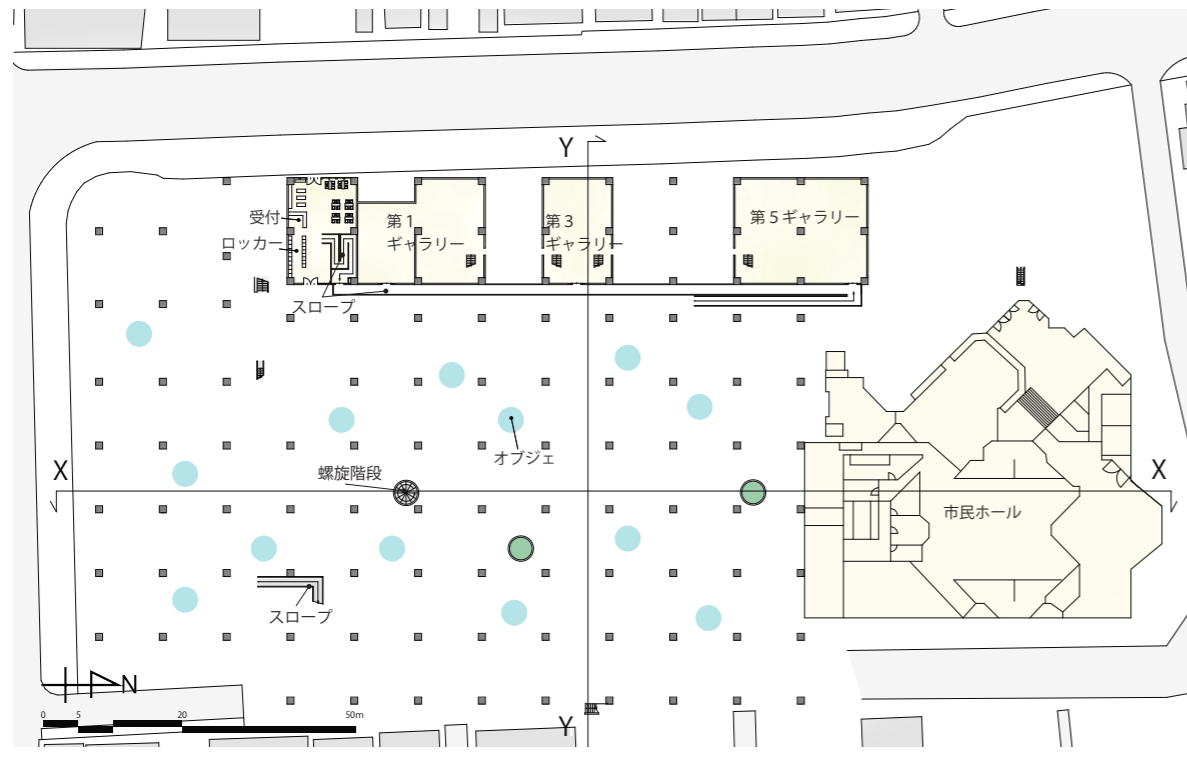 Y
受付
ロッカー
第1
ギャラリー
第3
ギャラリー
第5ギャラリー
スロープ
オブジェ
X
螺旋階段
X
市民ホール
スロープ
N
0 5 20 50m
Y